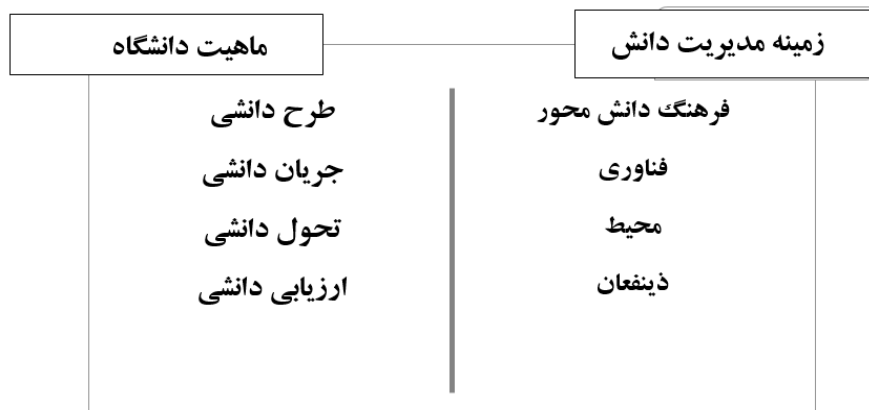 زمینه مدیریت دانش
فرهنگ دانش محور
فناوری
محیط
ذینفعان
ماهیت دانشگاه
طرح دانشی
جریان دانشی
تحول دانشی
ارزیابی دانشی